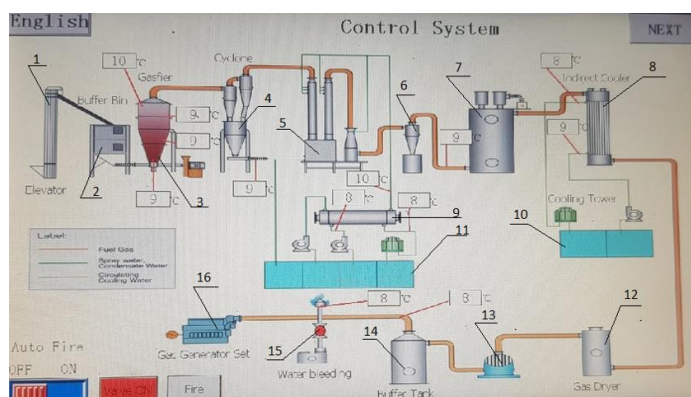 English
Control System
NEXT
10 °C
Cyclone
8 °C
1
Gasfier
4
6
7
Indirect Cooler
8
Buffer Bin
9 °C
5
9 °C
9 °C
9 °C
2
3
9 °C
9 °C
10 °C
Elevator
8 °C
8 °C
9
Cooling Tower
10
11
Label:
Fuel Gas
Spray water,
Condensate Water
Circulating
Cooling Water
16
8 °C
8 °C
12
13
14
15
Auto Fire
OFF ON
Gas Generator Set
Water bleeding
Buffer Tank
Gas Dryer
Valve ON
Fire